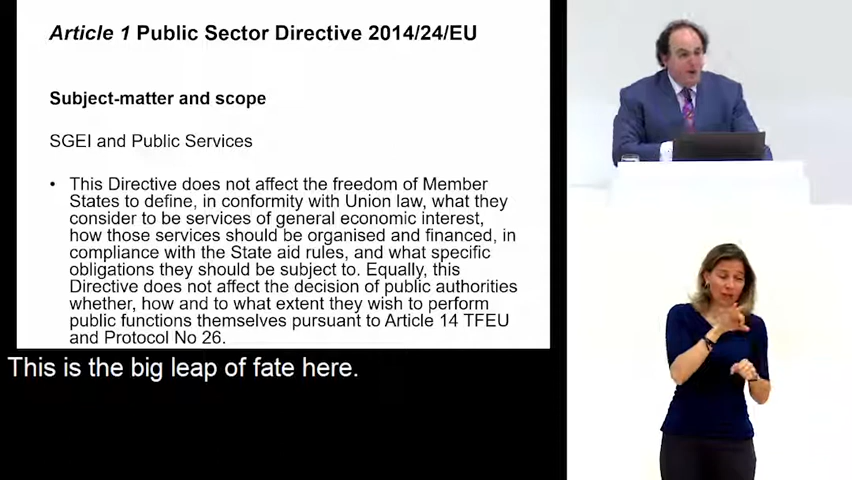 Article 1 Public Sector Directive 2014/24/EU
Subject-matter and scope
SGEI and Public Services
• This Directive does not affect the freedom of Member
States to define, in conformity with Union law, what they
consider to be services of general economic interest,
how those services should be organised and financed, in
compliance with the State aid rules, and what specific
obligations they should be subject to. Equally, this
Directive does not affect the decision of public authorities
whether, how and to what extent they wish to perform
public functions themselves pursuant to Article 14 TFEU
and Protocol No 26.
This is the big leap of fate here.